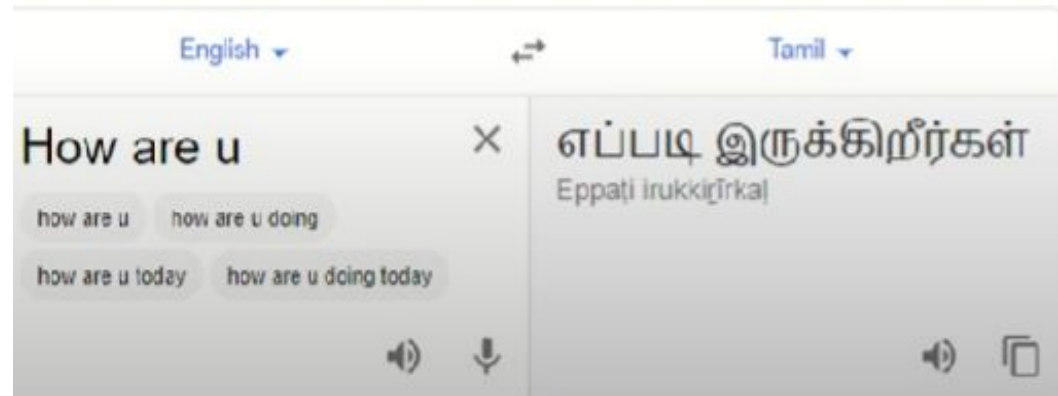 English
Tamil
How are u
எப்படி இருக்கிறீர்கள்
Eppaṭi irukkiṟīrkaḷ
how are u
how are u doing
how are u today
how are u doing today